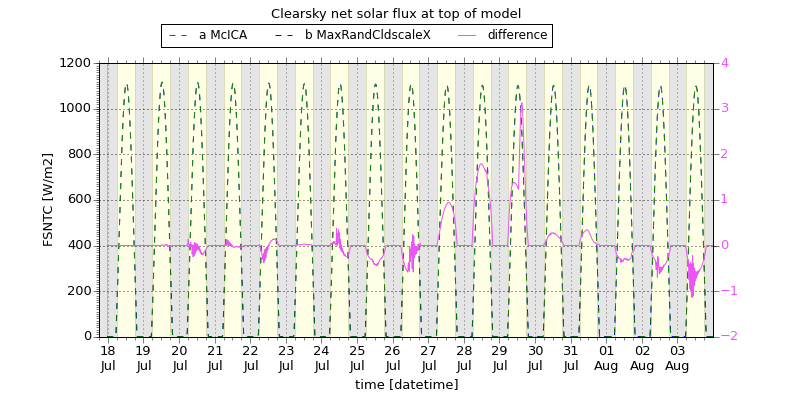 Clearsky net solar flux at top of model
a McICA b MaxRandCldscaleX difference
1200
1000
800
600
400
200
0
4
3
2
1
0
−1
−2
FSNTC [W/m2]
18 19 20 21 22 23 24 25 26 27 28 29 30 31 01 02 03
Jul Jul Jul Jul Jul Jul Jul Jul Jul Jul Jul Jul Jul Jul Aug Aug Aug
time [datetime]